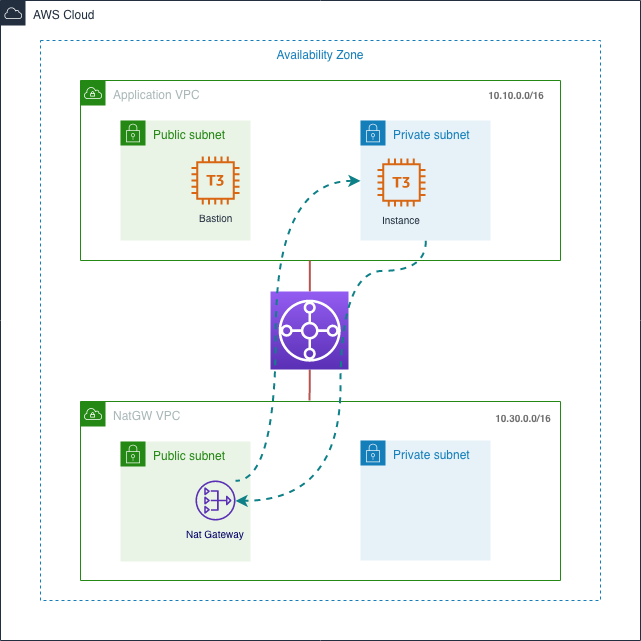 AWS Cloud
Availability Zone
Application VPC
10.10.0.0/16
Public subnet
Private subnet
T3
T3
Bastion
Instance
NatGW VPC
10.30.0.0/16
Public subnet
Private subnet
Nat Gateway